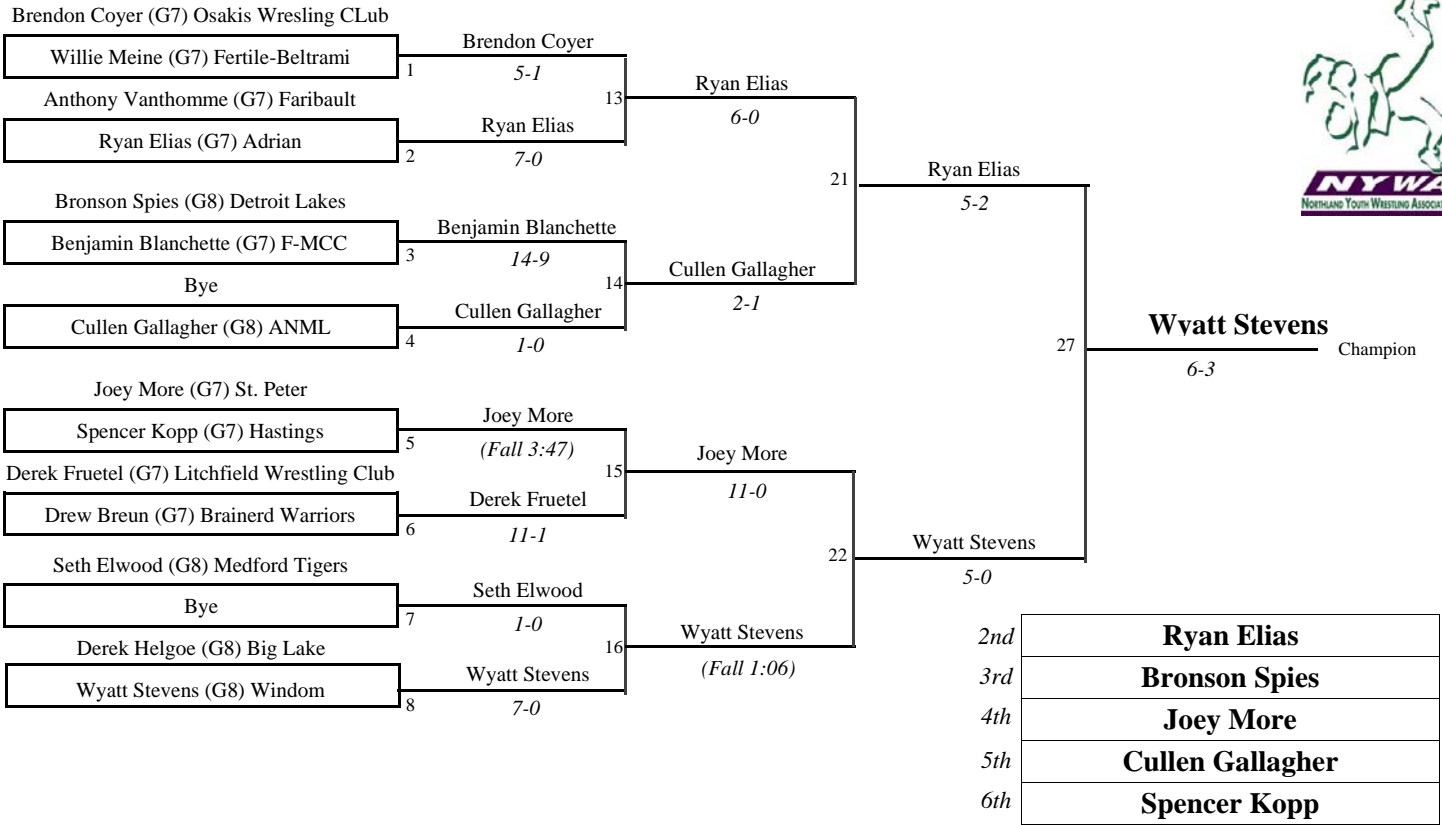 Brendon Coyer (G7) Osakis Wresling CLub
Willie Meine (G7) Fertile-Beltrami
1
Brendon Coyer
5-1
Anthony Vanthomme (G7) Faribault
Ryan Elias (G7) Adrian
2
Ryan Elias
7-0
13
Ryan Elias
6-0
Bronson Spies (G8) Detroit Lakes
Benjamin Blanchette (G7) F-MCC
3
Benjamin Blanchette
14-9
Bye
Cullen Gallagher (G8) ANML
4
Cullen Gallagher
1-0
14
Cullen Gallagher
2-1
21
Ryan Elias
5-2
Joey More (G7) St. Peter
Spencer Kopp (G7) Hastings
5
Joey More
(Fall 3:47)
Derek Fruetel (G7) Litchfield Wrestling Club
Drew Breun (G7) Brainerd Warriors
6
Derek Fruetel
11-1
15
Joey More
11-0
Seth Elwood (G8) Medford Tigers
Bye
7
Seth Elwood
1-0
Derek Helgoe (G8) Big Lake
Wyatt Stevens (G8) Windom
8
Wyatt Stevens
7-0
16
Wyatt Stevens
(Fall 1:06)
22
Wyatt Stevens
5-0
27
Wyatt Stevens
6-3
Champion
NYWA
NORTHLAND YOUTH WRESTLING
2nd Ryan Elias
3rd Bronson Spies
4th Joey More
5th Cullen Gallagher
6th Spencer Kopp